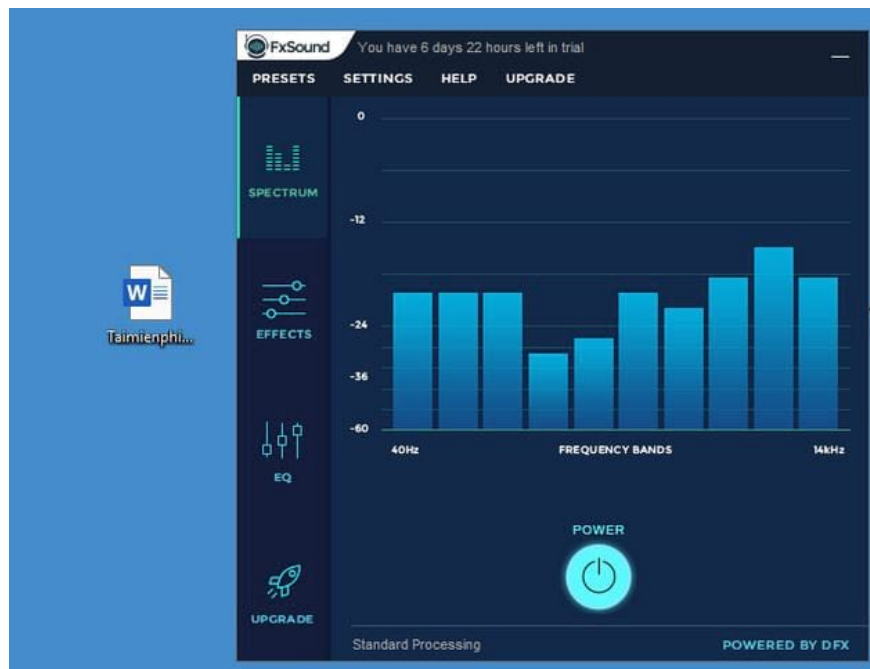 FxSound
You have 6 days 22 hours left in trial
PRESETS SETTINGS HELP UPGRADE
0
SPECTRUM
-12
W
Taimienphi...
EFFECTS
-24
-36
-60
40Hz FREQUENCY BANDS 14kHz
EQ
POWER
UPGRADE
Standard Processing POWERED BY DFX